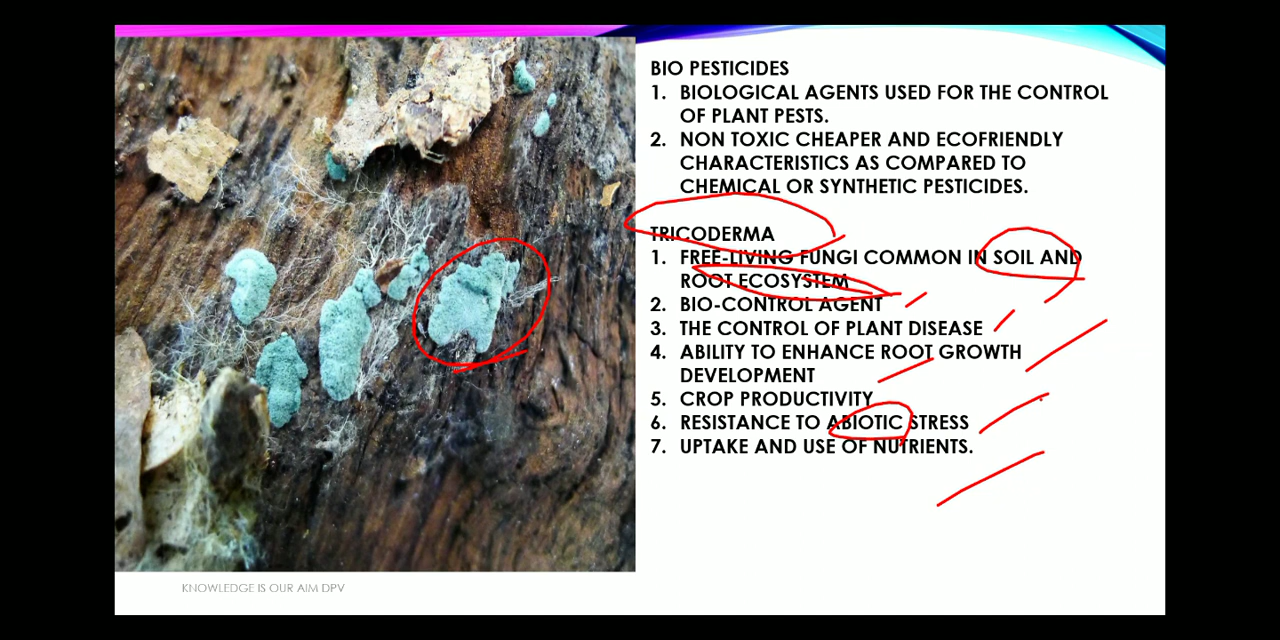 BIO PESTICIDES
1. BIOLOGICAL AGENTS USED FOR THE CONTROL
OF PLANT PESTS.
2. NON TOXIC CHEAPER AND ECOFRIENDLY
CHARACTERISTICS AS COMPARED TO
CHEMICAL OR SYNTHETIC PESTICIDES.
TRICODERMA
1. FREE-LIVING FUNGI COMMON IN SOIL AND
ROOT ECOSYSTEM
2. BIO-CONTROL AGENT
3. THE CONTROL OF PLANT DISEASE
4. ABILITY TO ENHANCE ROOT GROWTH
DEVELOPMENT
5. CROP PRODUCTIVITY
6. RESISTANCE TO ABIOTIC STRESS
7. UPTAKE AND USE OF NUTRIENTS.
KNOWLEDGE IS OUR AIM DPV